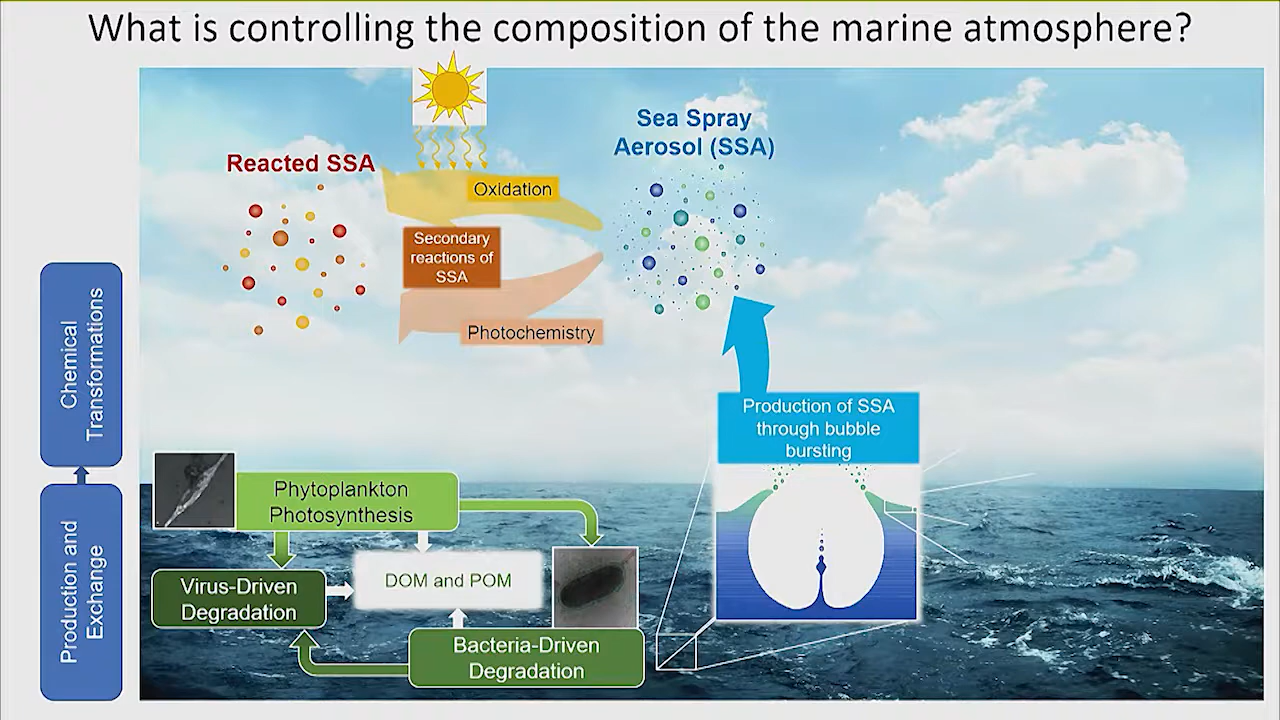 What is controlling the composition of the marine atmosphere?
Sea Spray
Aerosol (SSA)
Reacted SSA
Oxidation
Secondary
reactions of
SSA
Photochemistry
Chemical
Transformations
Production of SSA
through bubble
bursting
Phytoplankton
Photosynthesis
Production and
Exchange
DOM and POM
Virus-Driven
Degradation
Bacteria-Driven
Degradation